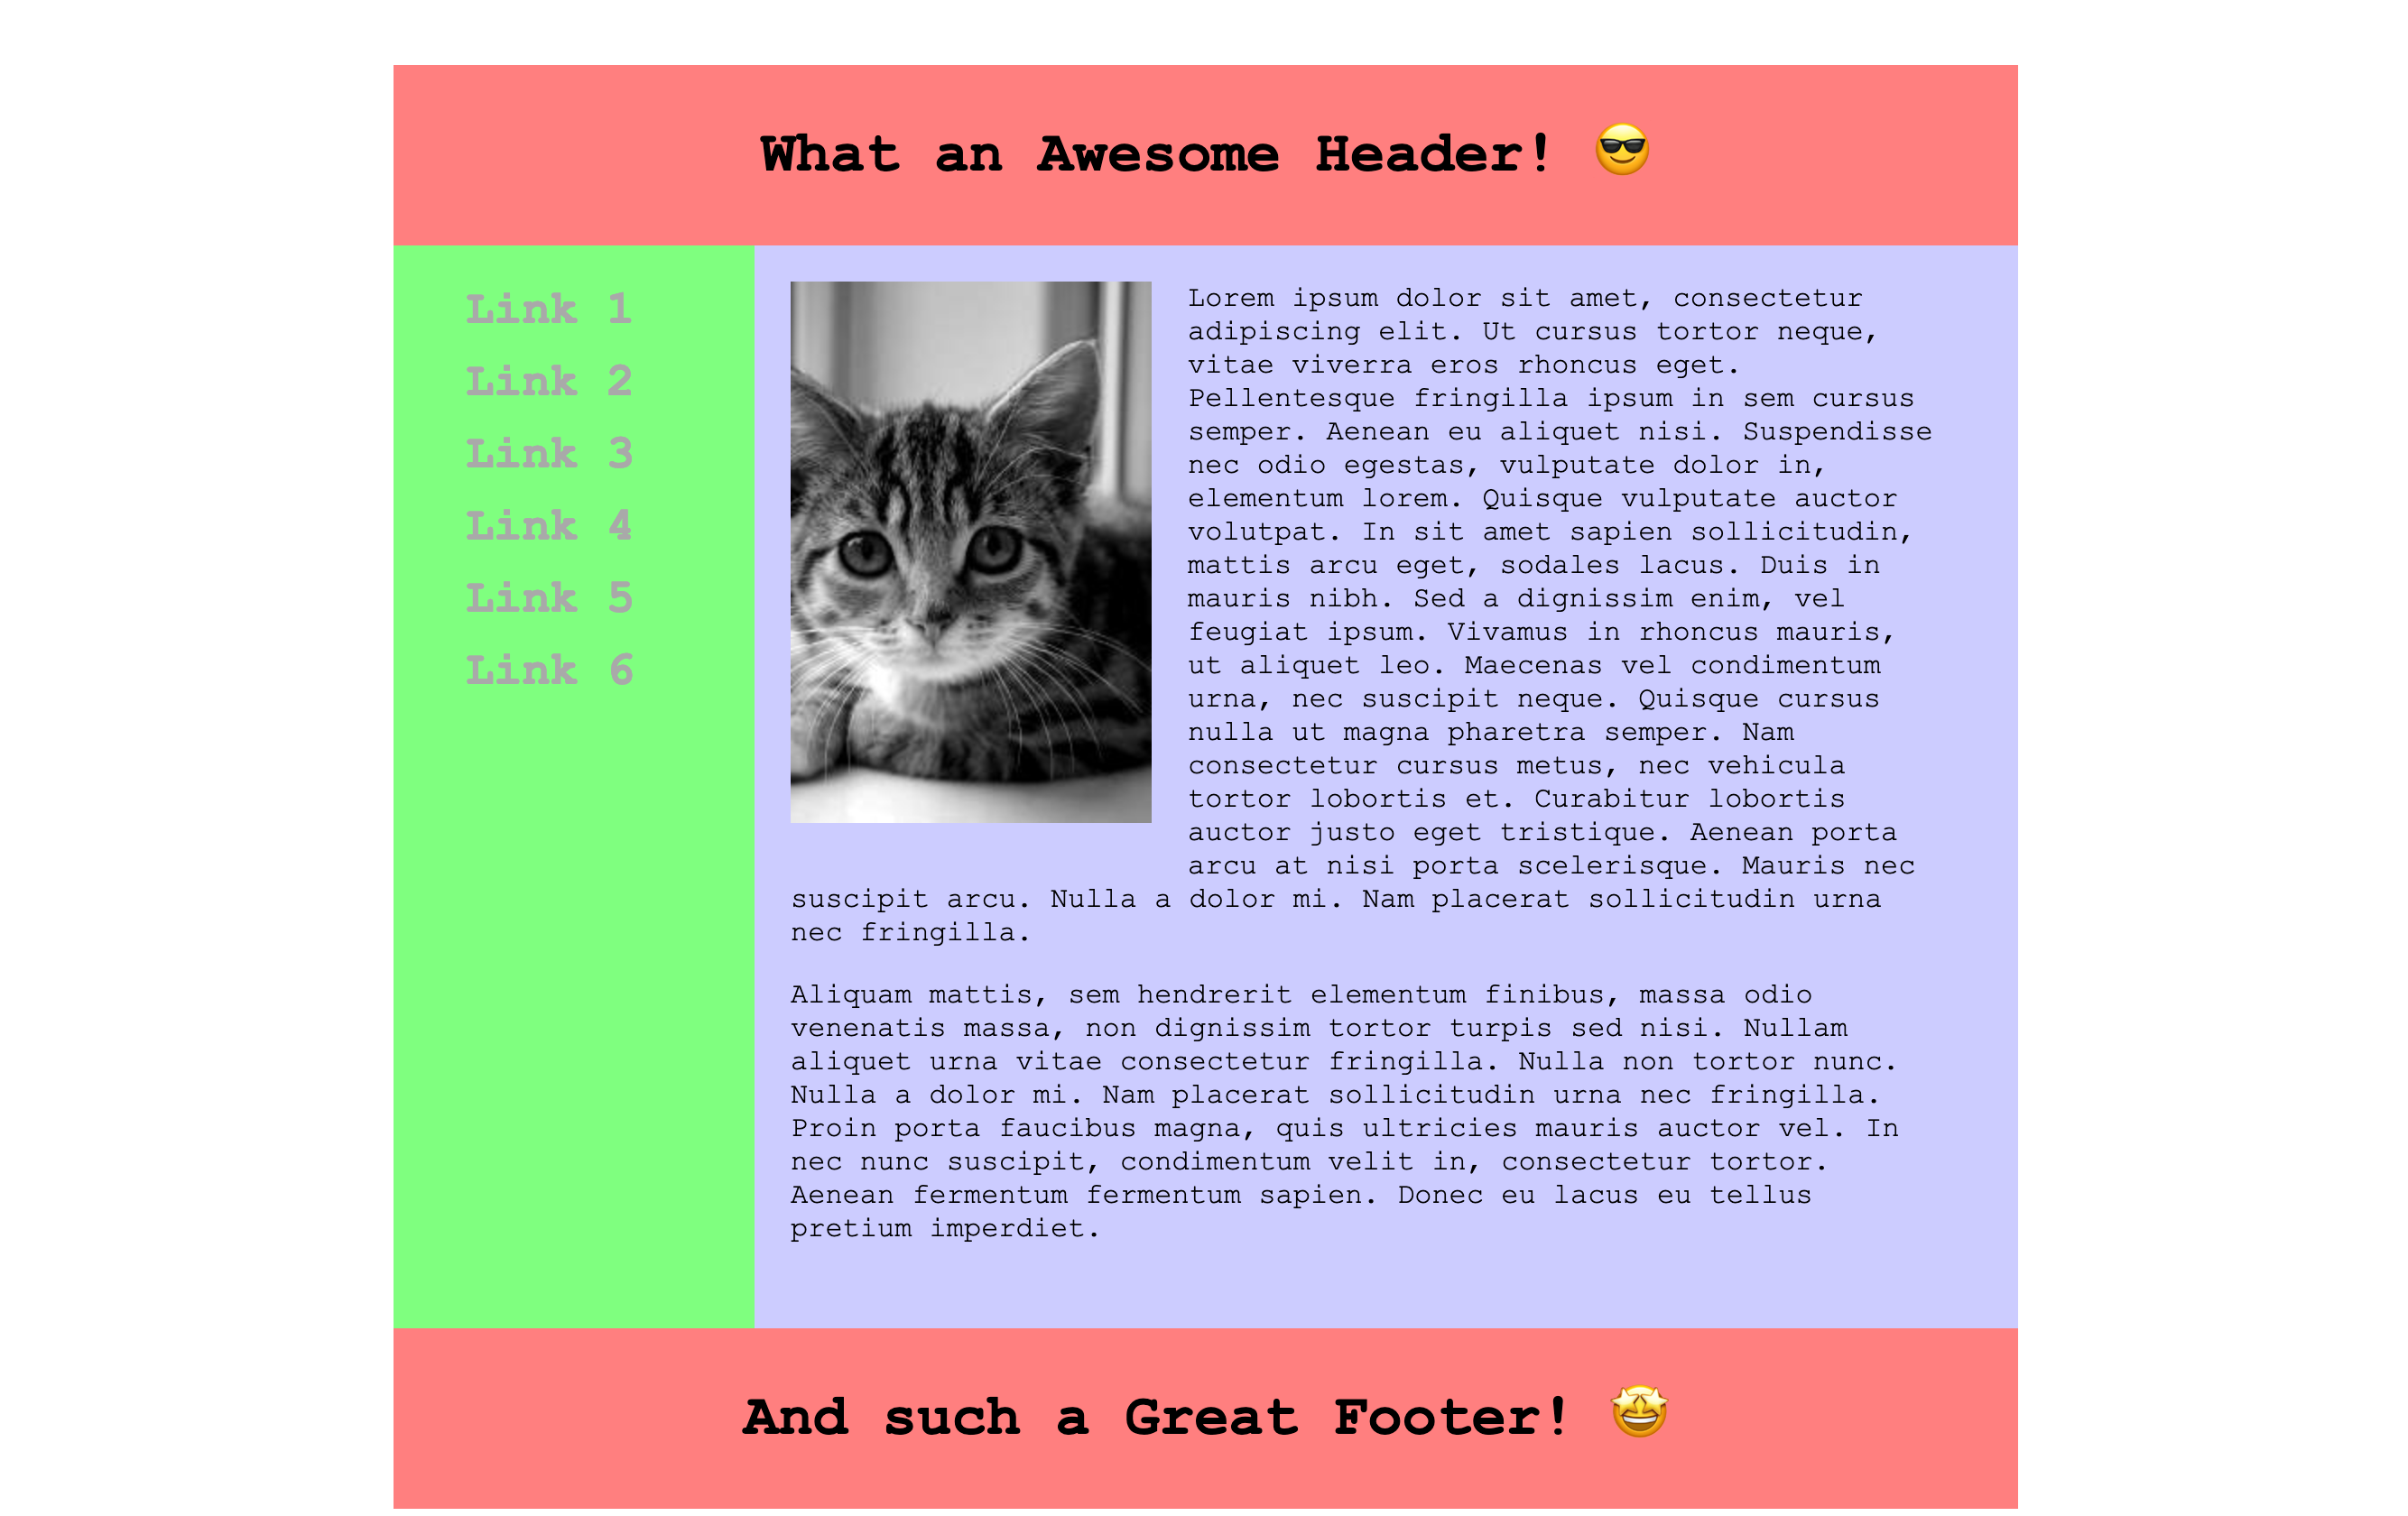 What an Awesome Header! 😎
Link 1
Link 2
Link 3
Link 4
Link 5
Link 6
Lorem ipsum dolor sit amet, consectetur
adipiscing elit. Ut cursus tortor neque,
vitae viverra eros rhoncus eget.
Pellentesque fringilla ipsum in sem cursus
semper. Aenean eu aliquet nisi. Suspendisse
nec odio egestas, vulputate dolor in,
elementum lorem. Quisque vulputate auctor
volutpat. In sit amet sapien sollicitudin,
mattis arcu eget, sodales lacus. Duis in
mauris nibh. Sed a dignissim enim, vel
feugiat ipsum. Vivamus in rhoncus mauris,
ut aliquet leo. Maecenas vel condimentum
urna, nec suscipit neque. Quisque cursus
nulla ut magna pharetra semper. Nam
consectetur cursus metus, nec vehicula
tortor lobortis et. Curabitur lobortis
auctor justo eget tristique. Aenean porta
arcu at nisi porta scelerisque. Mauris nec
suscipit arcu. Nulla a dolor mi. Nam placerat sollicitudin urna
nec fringilla.
Aliquam mattis, sem hendrerit elementum finibus, massa odio
venenatis massa, non dignissim tortor turpis sed nisi. Nullam
aliquet urna vitae consectetur fringilla. Nulla non tortor nunc.
Nulla a dolor mi. Nam placerat sollicitudin urna nec fringilla.
Proin porta faucibus magna, quis ultricies mauris auctor vel. In
nec nunc suscipit, condimentum velit in, consectetur tortor.
Aenean fermentum fermentum sapien. Donec eu lacus eu tellus
pretium imperdiet.
And such a Great Footer! 🤩